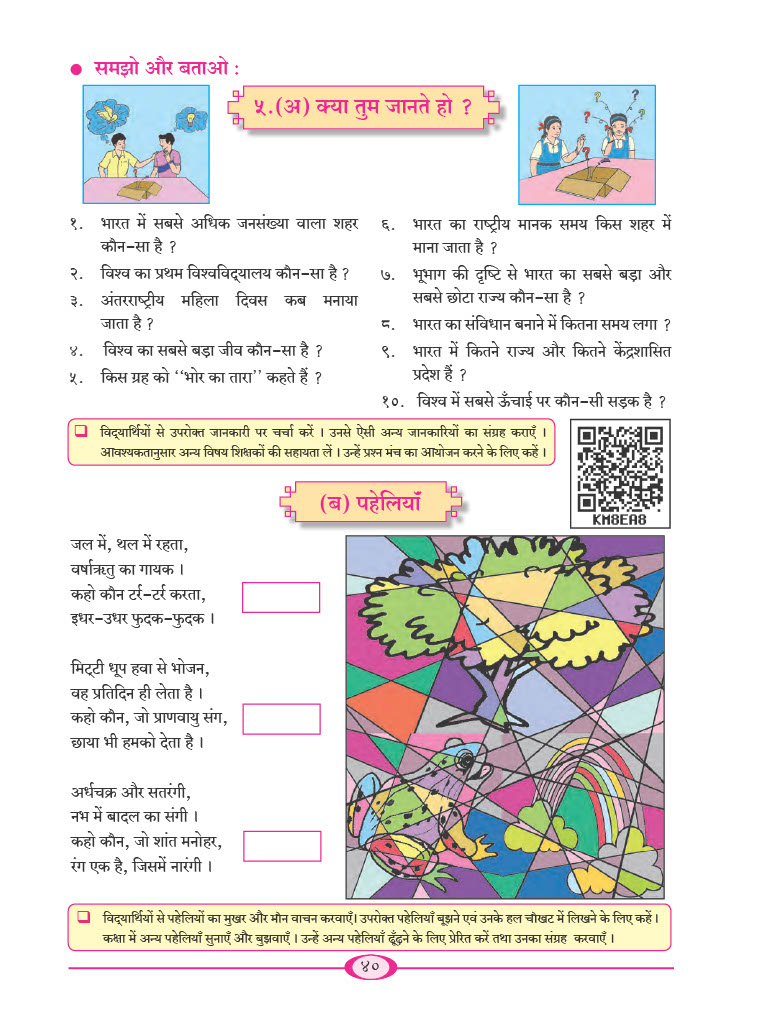 ● समझो और बताओ :
५.(अ) क्या तुम जानते हो ?
१. भारत में सबसे अधिक जनसंख्या वाला शहर
कौन-सा है ?
२. विश्व का प्रथम विश्वविद्यालय कौन-सा है ?
३. अंतरराष्ट्रीय महिला दिवस कब मनाया
जाता है ?
४. विश्व का सबसे बड़ा जीव कौन-सा है ?
५. किस ग्रह को ‘‘भोर का तारा’’ कहते हैं ?
६. भारत का राष्ट्रीय मानक समय किस शहर में
माना जाता है ?
७. भूभाग की दृष्टि से भारत का सबसे बड़ा और
सबसे छोटा राज्य कौन-सा है ?
८. भारत का संविधान बनाने में कितना समय लगा ?
९. भारत में कितने राज्य और कितने केंद्रशासित
प्रदेश हैं ?
१०. विश्व में सबसे ऊँचाई पर कौन-सी सड़क है ?
❑ विद्यार्थियों से उपरोक्त जानकारी पर चर्चा करें । उनसे ऐसी अन्य जानकारियों का संग्रह कराएँ ।
आवश्यकतानुसार अन्य विषय शिक्षकों की सहायता लें । उन्हें प्रश्न मंच का आयोजन करने के लिए कहें ।
KM8EA8
(ब) पहेलियाँ
जल में, थल में रहता,
वर्षाऋतु का गायक ।
कहो कौन टर्र-टर्र करता,
इधर-उधर फुदक-फुदक ।
मिट्टी धूप हवा से भोजन,
वह प्रतिदिन ही लेता है ।
कहो कौन, जो प्राणवायु संग,
छाया भी हमको देता है ।
अर्धचक्र और सतरंगी,
नभ में बादल का संगी ।
कहो कौन, जो शांत मनोहर,
रंग एक है, जिसमें नारंगी ।
❑ विद्यार्थियों से पहेलियों का मुखर और मौन वाचन करवाएँ। उपरोक्त पहेलियाँ बूझने एवं उनके हल चौखट में लिखने के लिए कहें ।
कक्षा में अन्य पहेलियाँ सुनाएँ और बुझवाएँ । उन्हें अन्य पहेलियाँ ढूँढ़ने के लिए प्रेरित करें तथा उनका संग्रह करवाएँ ।
४०